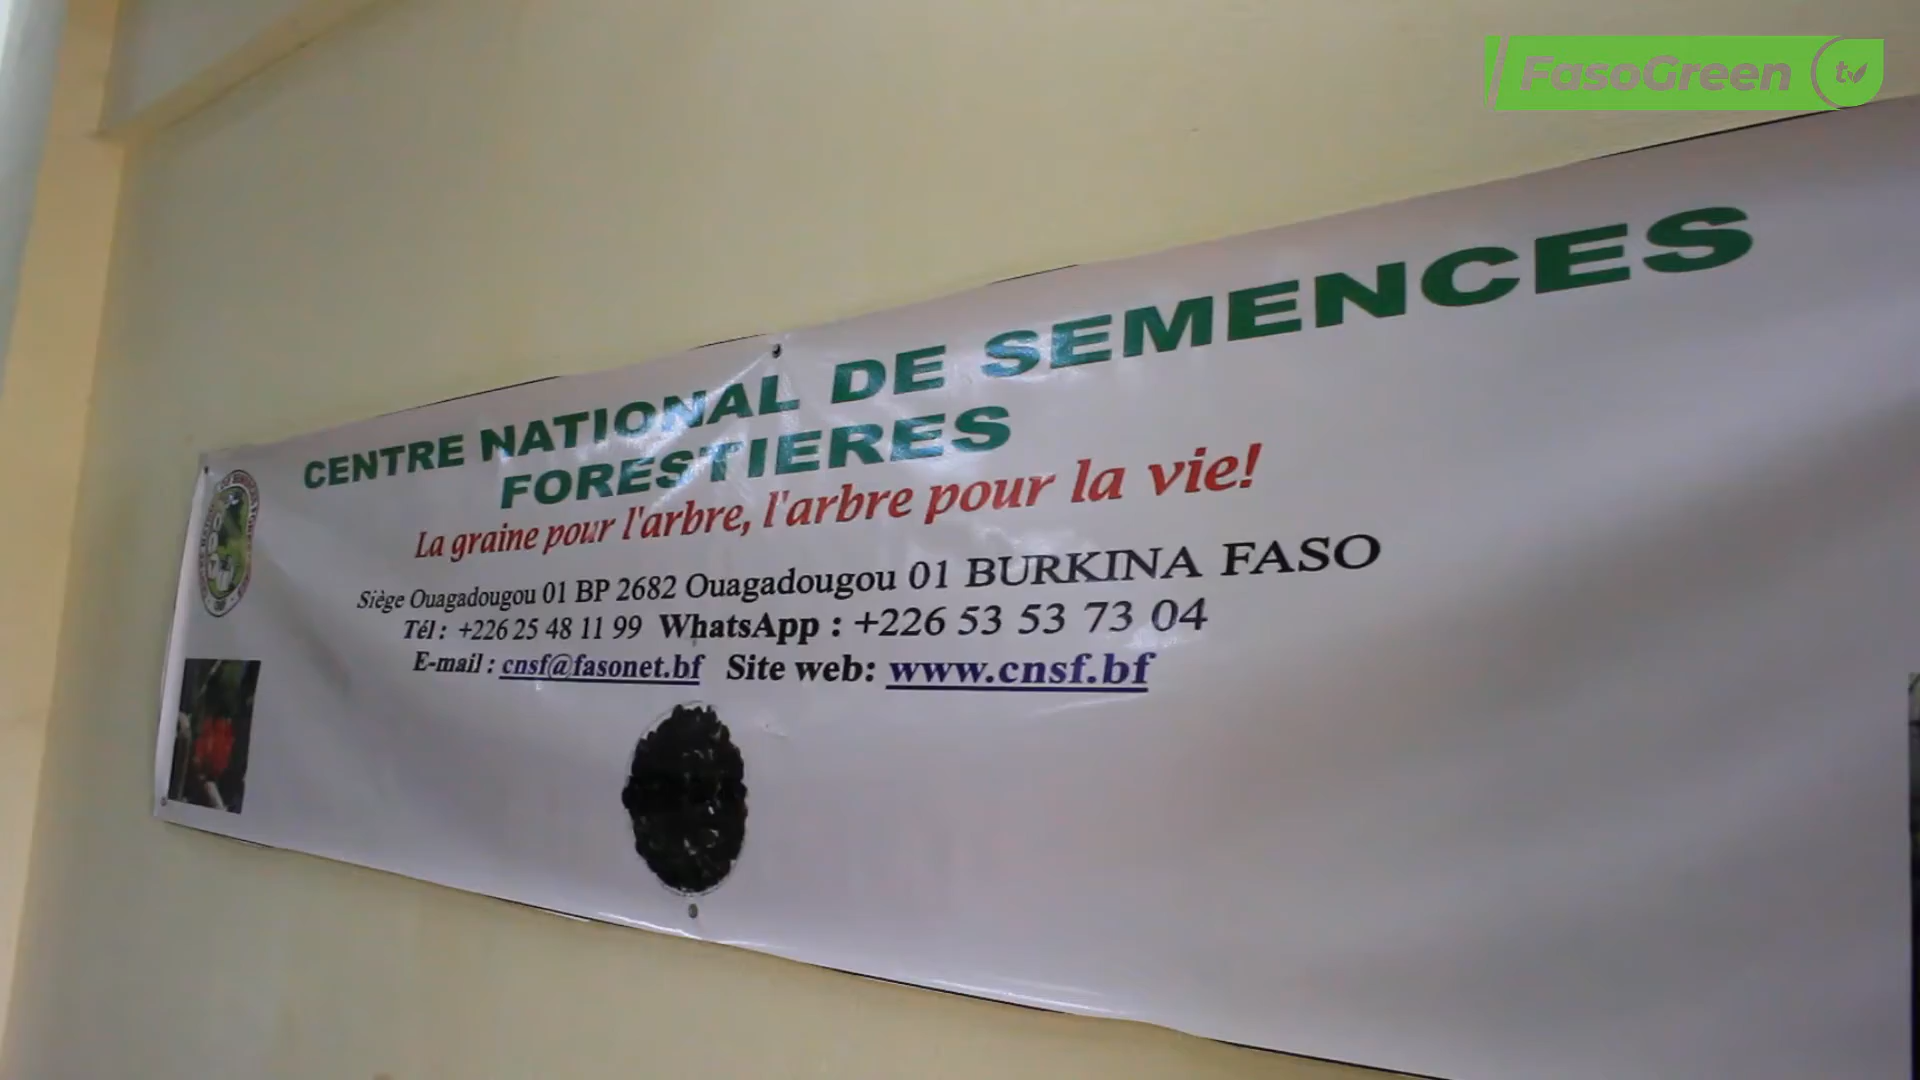 FasoGreen tv
CENTRE NATIONAL DE SEMENCES
FORESTIERES
La graine pour l'arbre, l'arbre pour la vie!
Siège Ouagadougou 01 BP 2682 Ouagadougou 01 BURKINA FASO
Tél : +226 25 48 11 99 WhatsApp : +226 53 53 73 04
E-mail : cnsf@fasonet.bf Site web: www.cnsf.bf